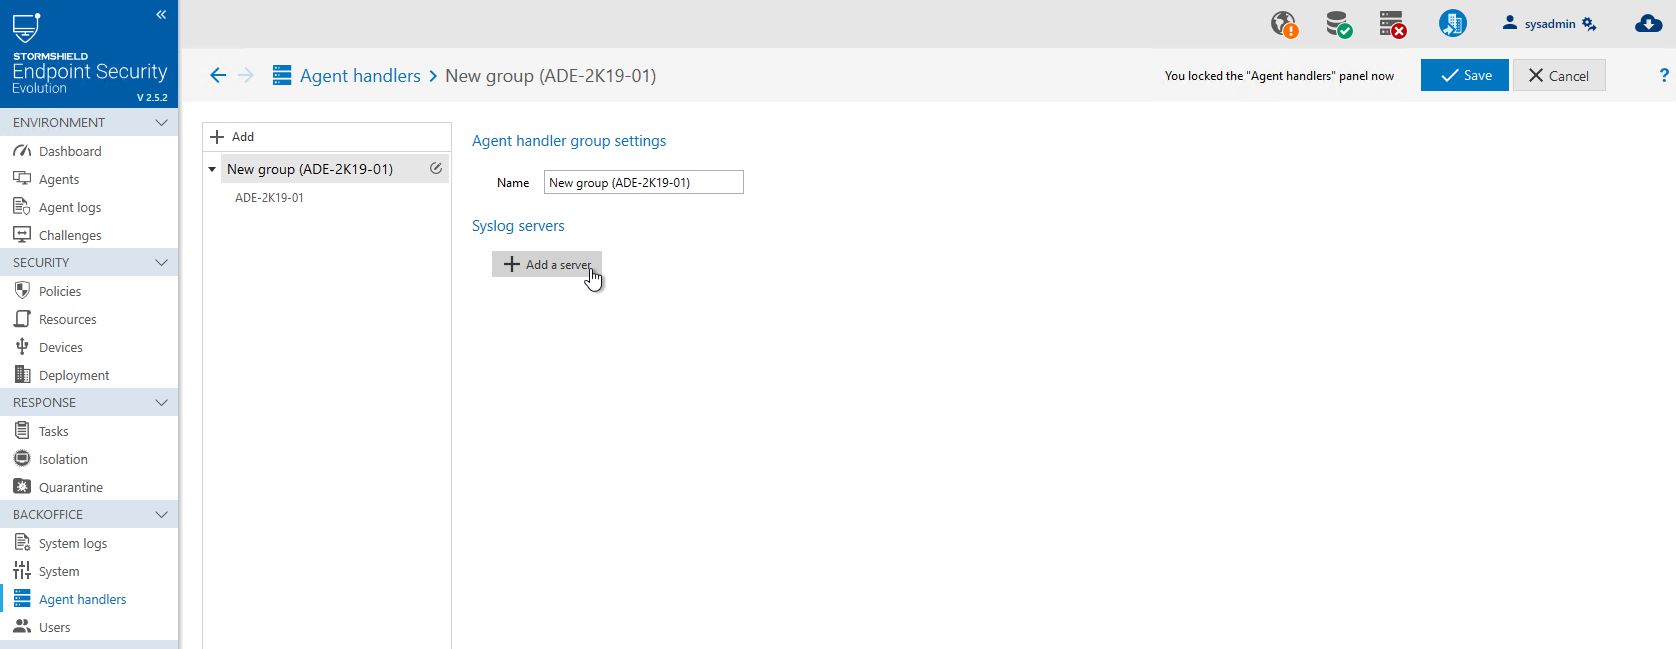 «
STORMSHIELD
Endpoint Security
Evolution
V 2.5.2
sysadmin
Agent handlers > New group (ADE-2K19-01)
You locked the "Agent handlers" panel now
Save
Cancel
?
ENVIRONMENT
Dashboard
Agents
Agent logs
Challenges
SECURITY
Policies
Resources
Devices
Deployment
RESPONSE
Tasks
Isolation
Quarantine
BACKOFFICE
System logs
System
Agent handlers
Users
Add
New group (ADE-2K19-01)
ADE-2K19-01
Agent handler group settings
Name New group (ADE-2K19-01)
Syslog servers
Add a server